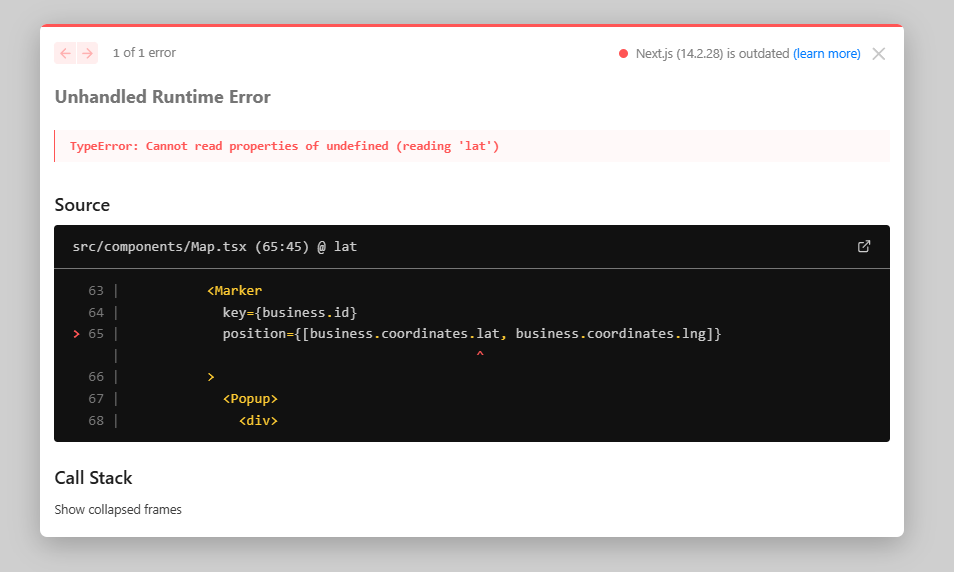 1 of 1 error
Next.js (14.2.28) is outdated (learn more)
Unhandled Runtime Error
TypeError: Cannot read properties of undefined (reading 'lat')
Source
src/components/Map.tsx (65:45) @ lat
63 | <Marker
64 | key={business.id}
> 65 | position={[business.coordinates.lat, business.coordinates.lng]}
| ^
66 | >
67 | <Popup>
68 | <div>
Call Stack
Show collapsed frames